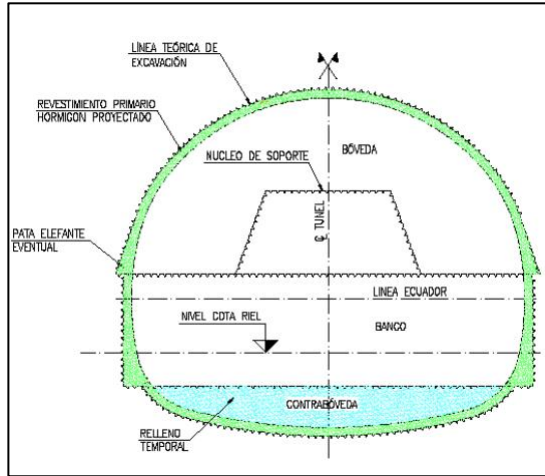 LÍNEA TEÓRICA DE
EXCAVACIÓN
REVESTIMIENTO PRIMARIO
HORMIGON PROYECTADO
BÓVEDA
NUCLEO DE SOPORTE
℄ TUNEL
PATA ELEFANTE
EVENTUAL
LINEA ECUADOR
NIVEL COTA RIEL
BANCO
CONTRABÓVEDA
RELLENO
TEMPORAL